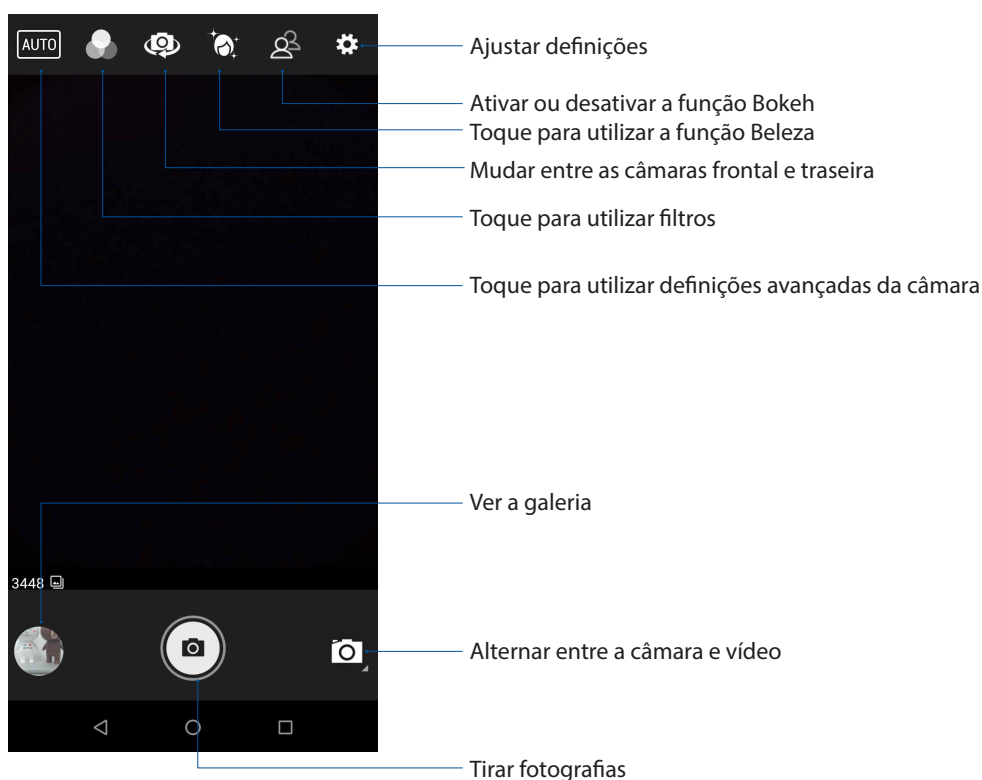 AUTO
Ajustar definições
Ativar ou desativar a função Bokeh
Toque para utilizar a função Beleza
Mudar entre as câmaras frontal e traseira
Toque para utilizar filtros
Toque para utilizar definições avançadas da câmara
Ver a galeria
3448
Alternar entre a câmara e vídeo
Tirar fotografias